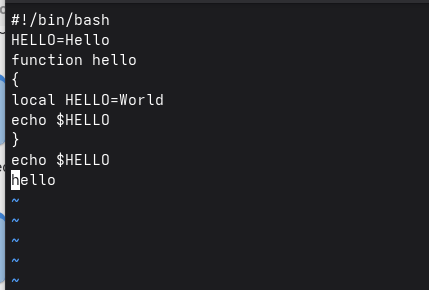 #!/bin/bash
HELLO=Hello
function hello
{
local HELLO=World
echo $HELLO
}
echo $HELLO
hello
~
~
~
~
~